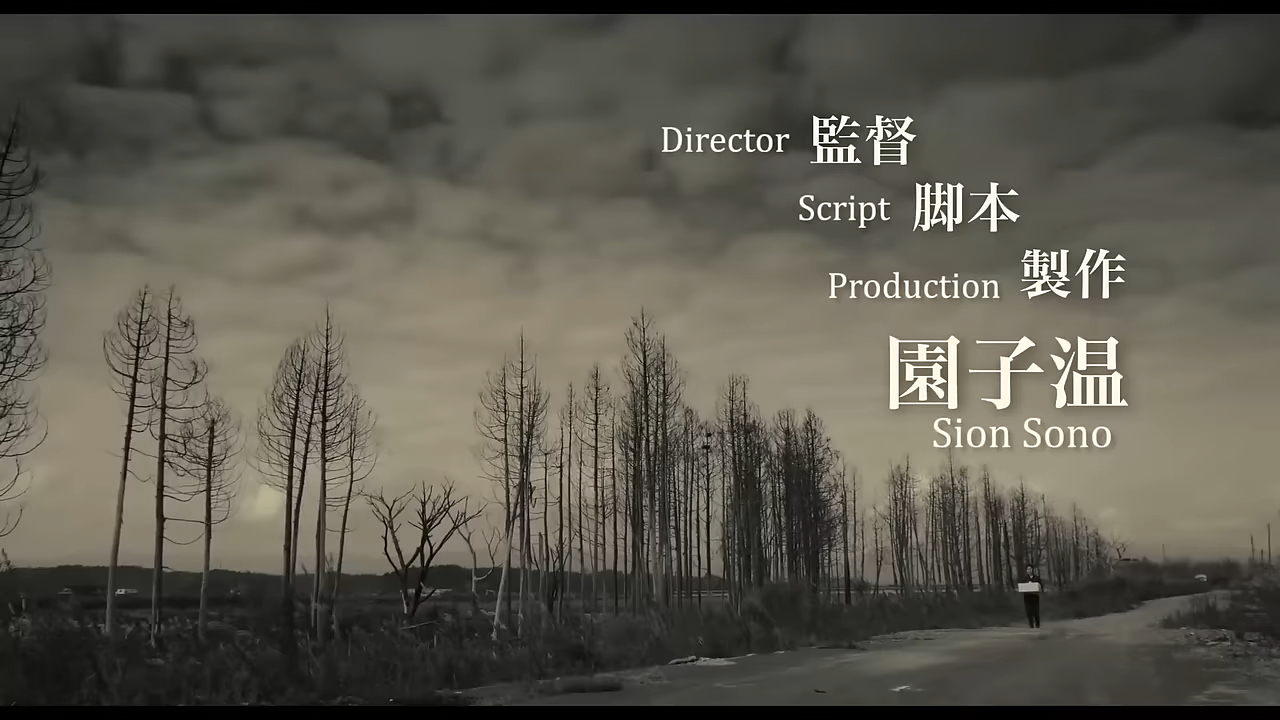 Director 監督
Script 脚本
Production 製作
園子温
Sion Sono